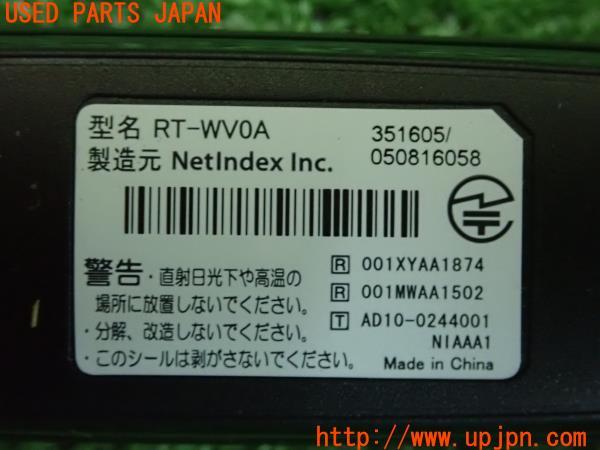 USED PARTS JAPAN
型名 RT-WV0A
製造元 NetIndex Inc.
351605/
050816058
警告・直射日光下や高温の
場所に放置しないでください。
・分解、改造しないでください。
・このシールは剥がさないでください。
R 001XYAA1874
R 001MWAA1502
T AD10-0244001
NIAAA1
Made in China
http://www.upjpn.com/